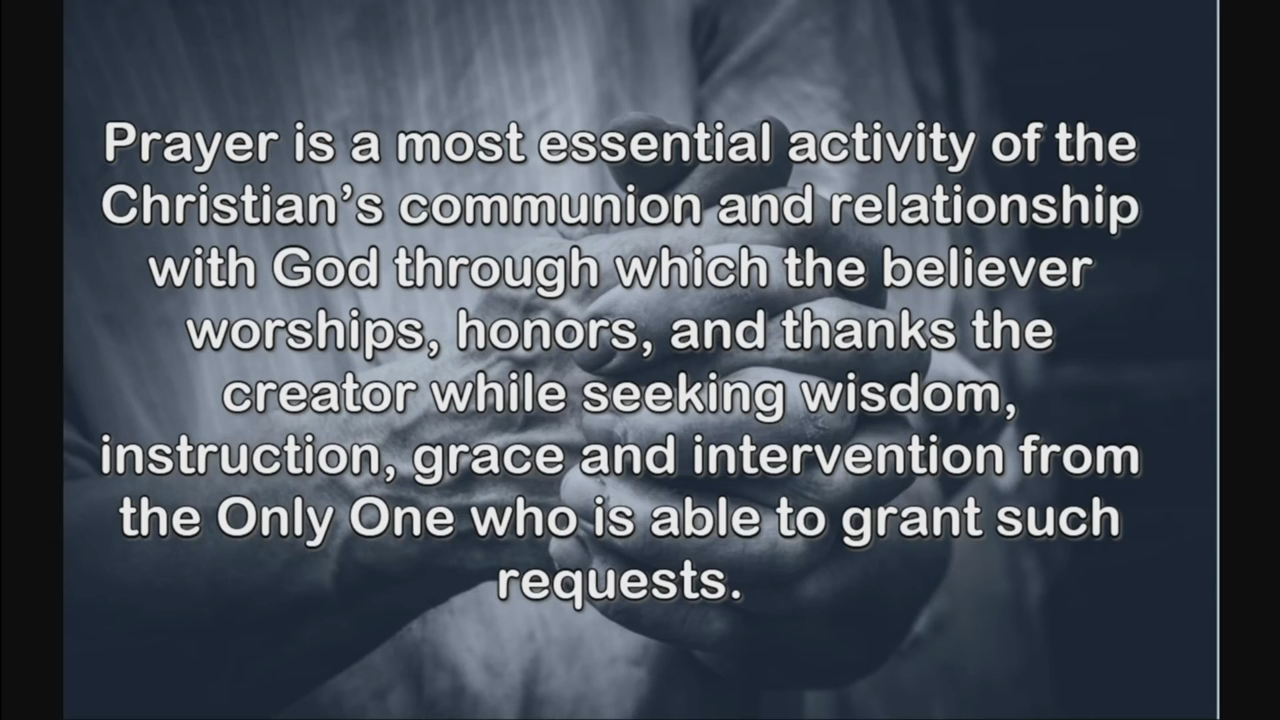 Prayer is a most essential activity of the
Christian’s communion and relationship
with God through which the believer
worships, honors, and thanks the
creator while seeking wisdom,
instruction, grace and intervention from
the Only One who is able to grant such
requests.